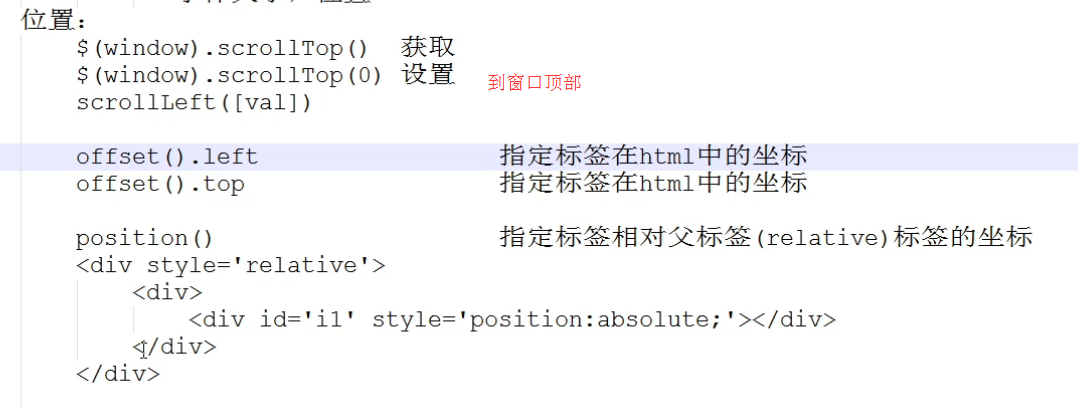 位置:
$(window).scrollTop() 获取
$(window).scrollTop(0) 设置 到窗口顶部
scrollLeft([val])
offset().left 指定标签在html中的坐标
offset().top 指定标签在html中的坐标
position() 指定标签相对父标签(relative)标签的坐标
<div style='relative'>
<div>
<div id='i1' style='position:absolute;'></div>
</div>
</div>